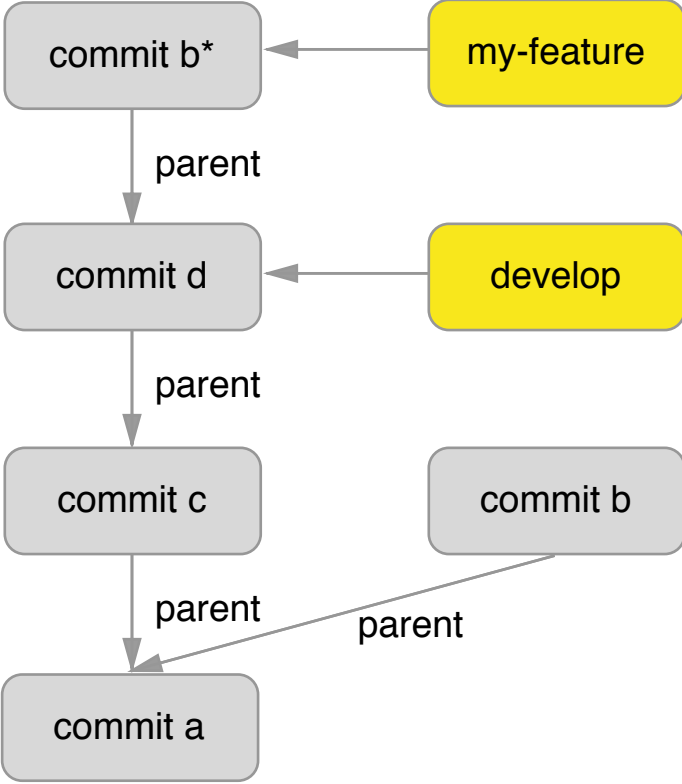 commit b*
my-feature
parent
commit d
develop
parent
commit c
commit b
parent
parent
commit a